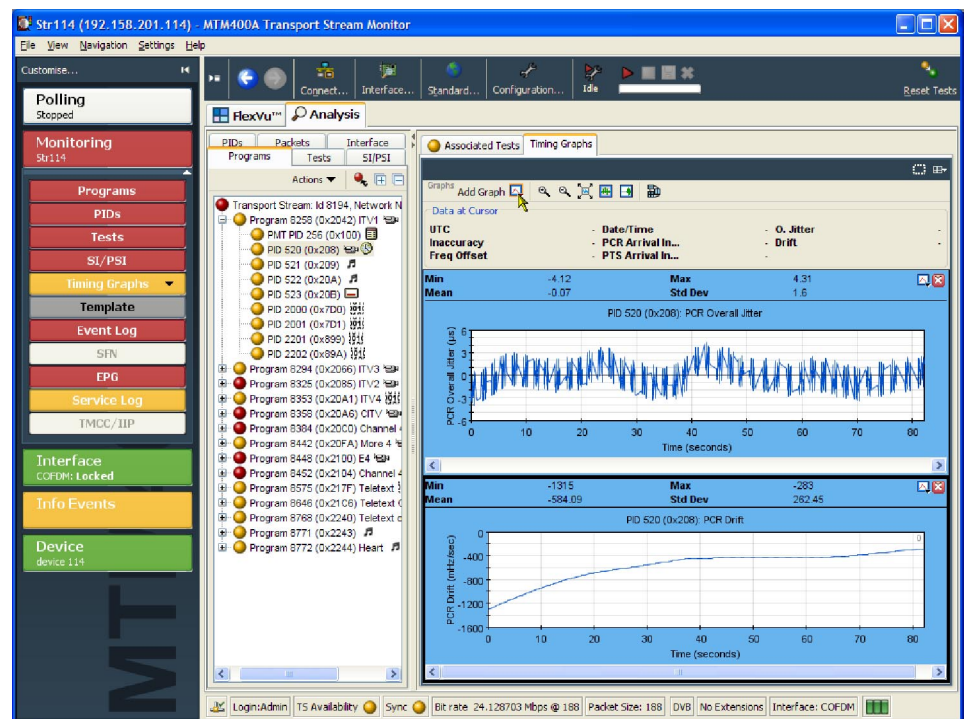 Str114 (192.158.201.114) - MTM400A Transport Stream Monitor
File View Navigation Settings Help
Customise...
Polling
Stopped
Monitoring
Str114
Programs
PIDs
Tests
SI/PSI
Timing Graphs
Template
Event Log
SFN
EPG
Service Log
TMCC/IIP
Interface
COFDM: Locked
Info Events
Device
device 114
MTM
Connect... Interface... Standard... Configuration... Idle Reset Tests
FlexVu™ Analysis
PIDs Packets Interface
Programs Tests SI/PSI
Actions
Transport Stream: Id 8194, Network N
Program 8258 (0x2042) ITV1
PMT PID 256 (0x100)
PID 520 (0x208)
PID 521 (0x209)
PID 522 (0x20A)
PID 523 (0x20B)
PID 2000 (0x7D0)
PID 2001 (0x7D1)
PID 2201 (0x899)
PID 2202 (0x89A)
Program 8294 (0x2066) ITV3
Program 8325 (0x2085) ITV2
Program 8353 (0x20A1) ITV4
Program 8358 (0x20A6) CITV
Program 8384 (0x20C0) Channel 4
Program 8442 (0x20FA) More 4
Program 8448 (0x2100) E4
Program 8452 (0x2104) Channel 4
Program 8575 (0x217F) Teletext
Program 8646 (0x21C6) Teletext
Program 8768 (0x2240) Teletext
Program 8771 (0x2243)
Program 8772 (0x2244) Heart
Associated Tests Timing Graphs
Graphs Add Graph
Data at Cursor
UTC - Date/Time - O. Jitter -
Inaccuracy - PCR Arrival In... - Drift -
Freq Offset - PTS Arrival In...
Min -4.12 Max 4.31
Mean -0.07 Std Dev 1.6
PID 520 (0x208): PCR Overall Jitter
PCR Overall Jitter (µs)
6
3
0
-3
-6
0 10 20 30 40 50 60 70 80
Time (seconds)
Min -1315 Max -283
Mean -584.09 Std Dev 262.45
PID 520 (0x208): PCR Drift
PCR Drift (mHz/sec)
0
-400
-800
-1200
-1600
0
0 10 20 30 40 50 60 70 80
Time (seconds)
Login:Admin TS Availability Sync Bit rate 24.128703 Mbps @ 188 Packet Size: 188 DVB No Extensions Interface: COFDM